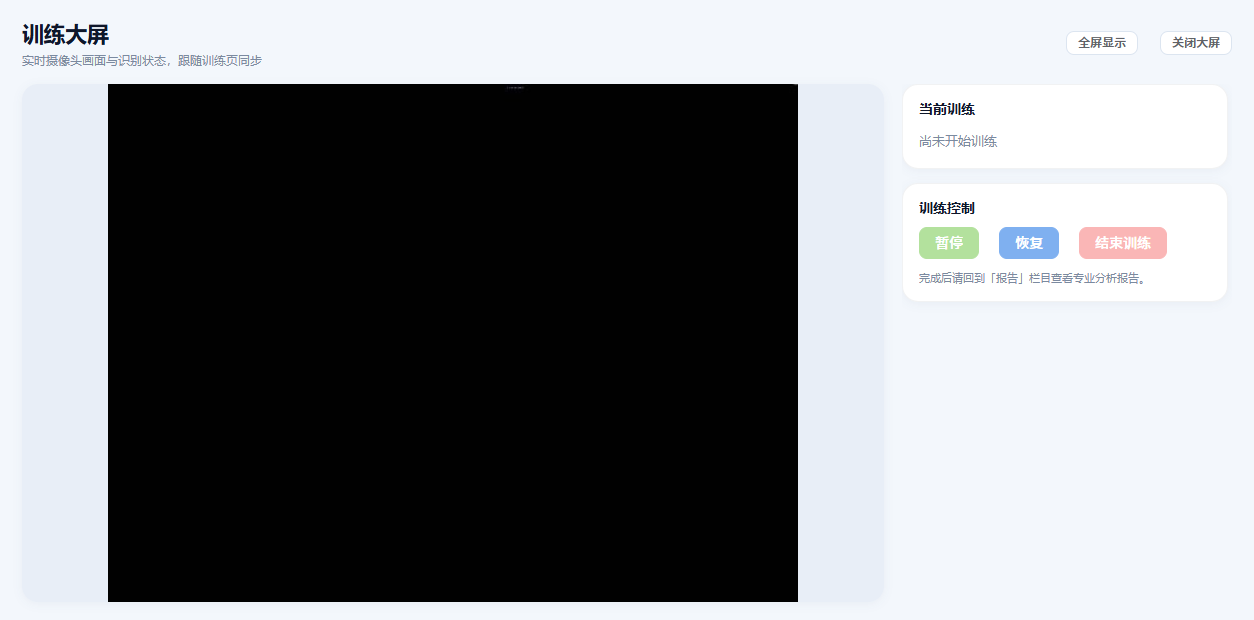 训练大屏
实时摄像头画面与识别状态，跟随训练页同步
全屏显示
关闭大屏
当前训练
尚未开始训练
训练控制
暂停
恢复
结束训练
完成后请回到「报告」栏目查看专业分析报告。